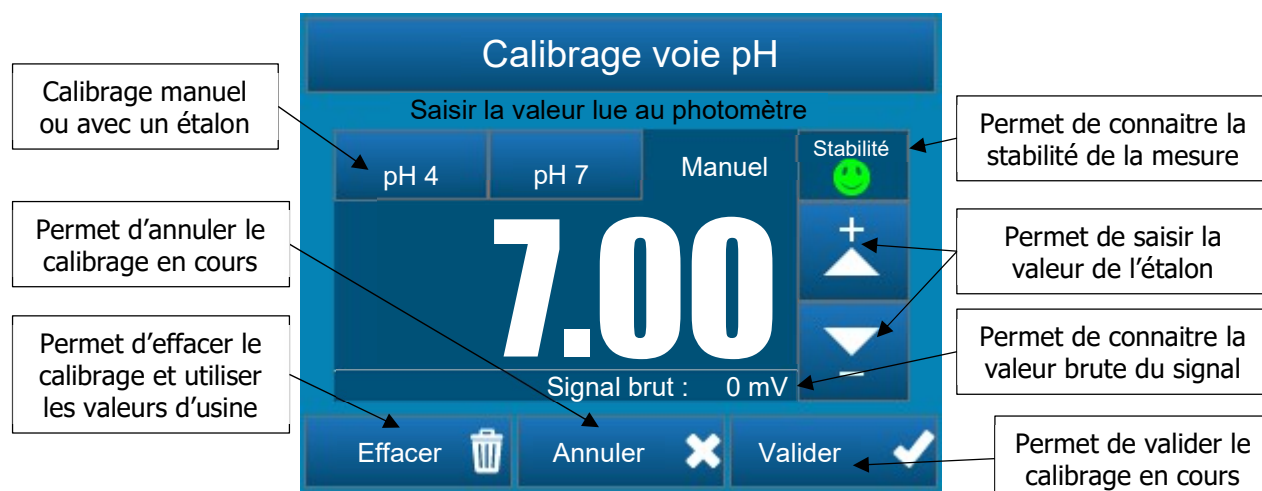 Calibrage voie pH
Saisir la valeur lue au photomètre
pH 4
pH 7
Manuel
Stabilité
7.00
+
-
Signal brut : 0 mV
Effacer
Annuler
Valider
Calibrage manuel
ou avec un étalon
Permet d’annuler le
calibrage en cours
Permet d’effacer le
calibrage et utiliser
les valeurs d’usine
Permet de connaitre la
stabilité de la mesure
Permet de saisir la
valeur de l’étalon
Permet de connaitre la
valeur brute du signal
Permet de valider le
calibrage en cours